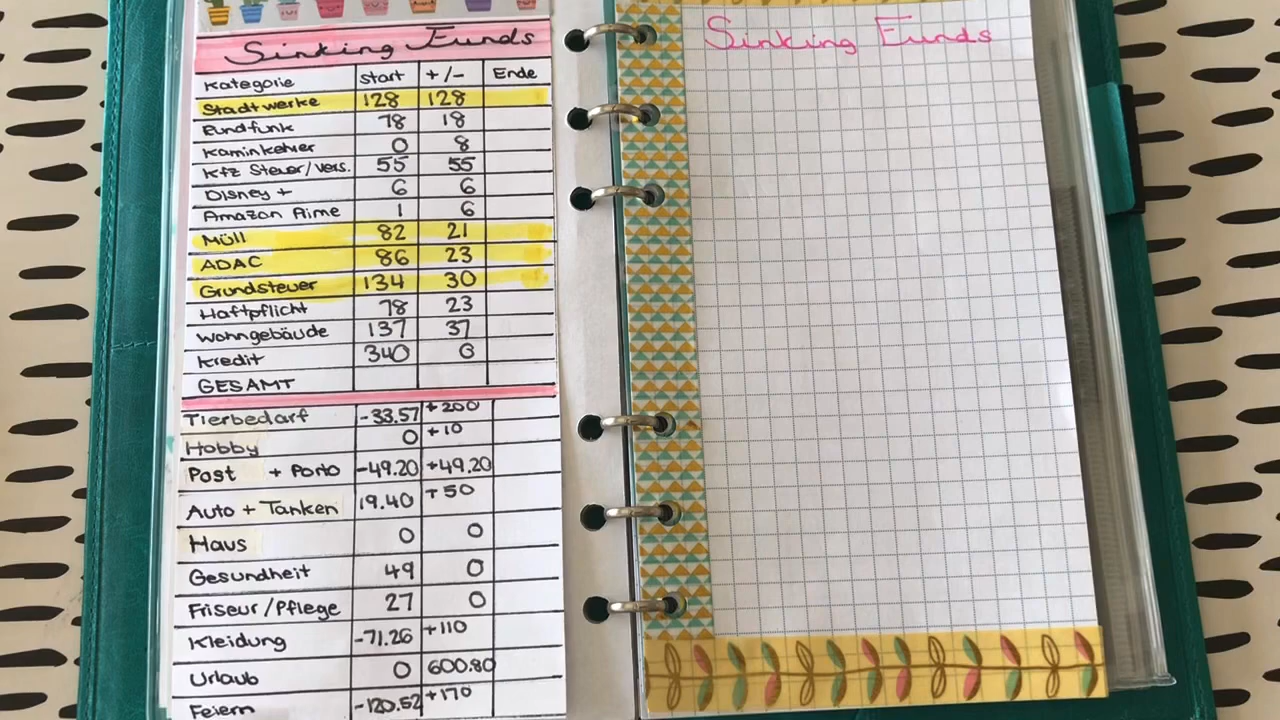 Sinking Funds
Kategorie start +/- Ende
Stadtwerke 128 128
Rundfunk 78 18
Kaminkehrer 0 8
Kfz Steuer/Vers. 55 55
Disney + 6 6
Amazon Prime 1 6
Müll 82 21
ADAC 86 23
Grundsteuer 134 30
Haftpflicht 78 23
Wohngebäude 137 37
Kredit 340 0
GESAMT
Tierbedarf -33.57 +200
Hobby 0 +10
Post + Porto -49.20 +49.20
Auto + Tanken 19.40 +50
Haus 0 0
Gesundheit 49 0
Friseur/Pflege 27 0
Kleidung -71.26 +110
Urlaub 0 600.80
Feiern -120.52 +170
Sinking Funds